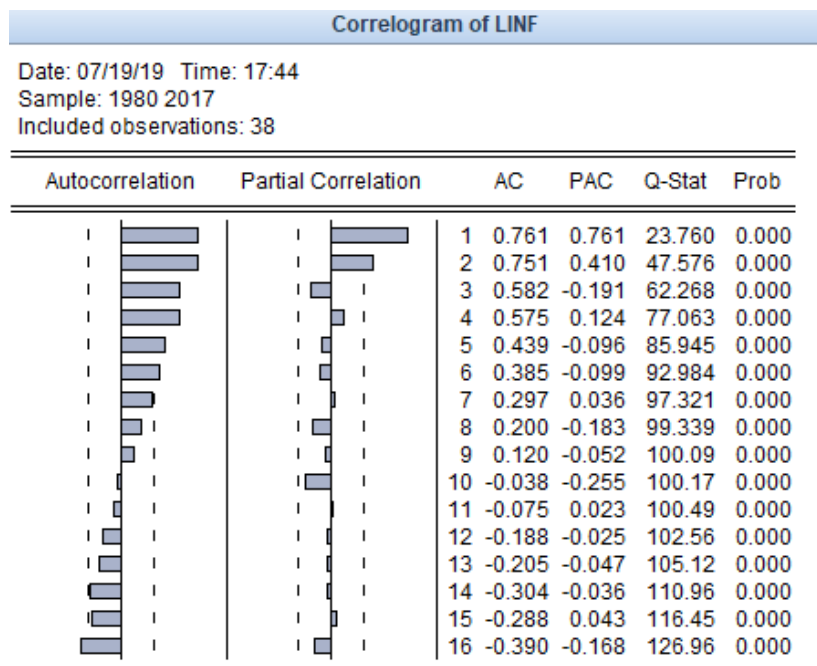 Correlogram of LINF
Date: 07/19/19 Time: 17:44
Sample: 1980 2017
Included observations: 38
Autocorrelation Partial Correlation AC PAC Q-Stat Prob
1 0.761 0.761 23.760 0.000
2 0.751 0.410 47.576 0.000
3 0.582 -0.191 62.268 0.000
4 0.575 0.124 77.063 0.000
5 0.439 -0.096 85.945 0.000
6 0.385 -0.099 92.984 0.000
7 0.297 0.036 97.321 0.000
8 0.200 -0.183 99.339 0.000
9 0.120 -0.052 100.09 0.000
10 -0.038 -0.255 100.17 0.000
11 -0.075 0.023 100.49 0.000
12 -0.188 -0.025 102.56 0.000
13 -0.205 -0.047 105.12 0.000
14 -0.304 -0.036 110.96 0.000
15 -0.288 0.043 116.45 0.000
16 -0.390 -0.168 126.96 0.000